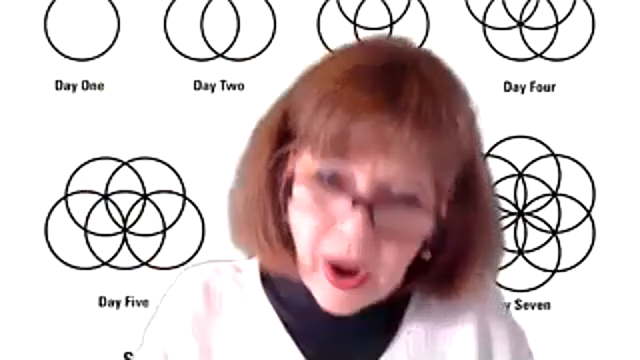 Day One
Day Two
Day Four
Day Five
Seven
S